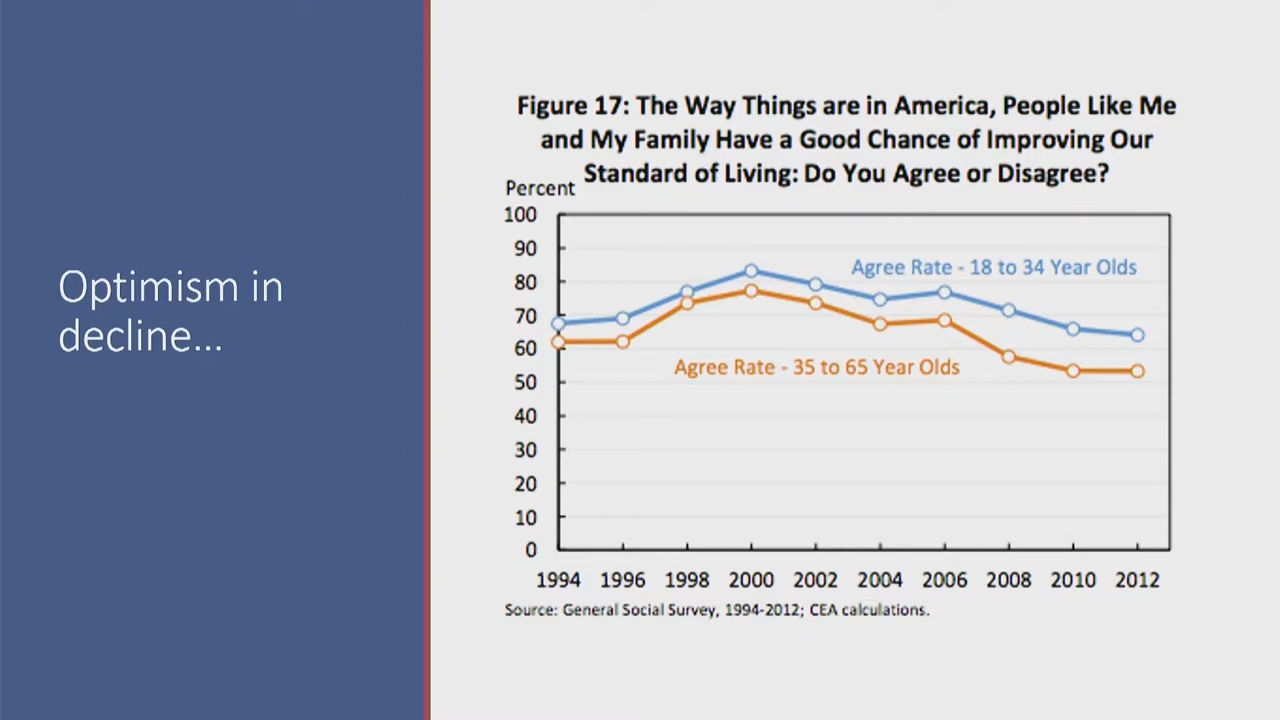 Optimism in
decline...
Figure 17: The Way Things are in America, People Like Me
and My Family Have a Good Chance of Improving Our
Standard of Living: Do You Agree or Disagree?
Percent
100
90
80
70
60
50
40
30
20
10
0
Agree Rate - 18 to 34 Year Olds
Agree Rate - 35 to 65 Year Olds
1994 1996 1998 2000 2002 2004 2006 2008 2010 2012
Source: General Social Survey, 1994-2012; CEA calculations.